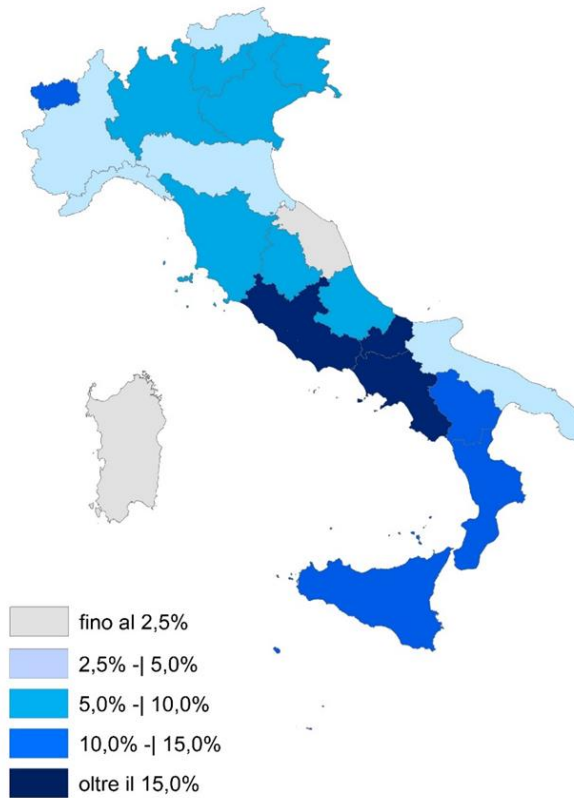 fino al 2,5%
2,5% -| 5,0%
5,0% -| 10,0%
10,0% -| 15,0%
oltre il 15,0%